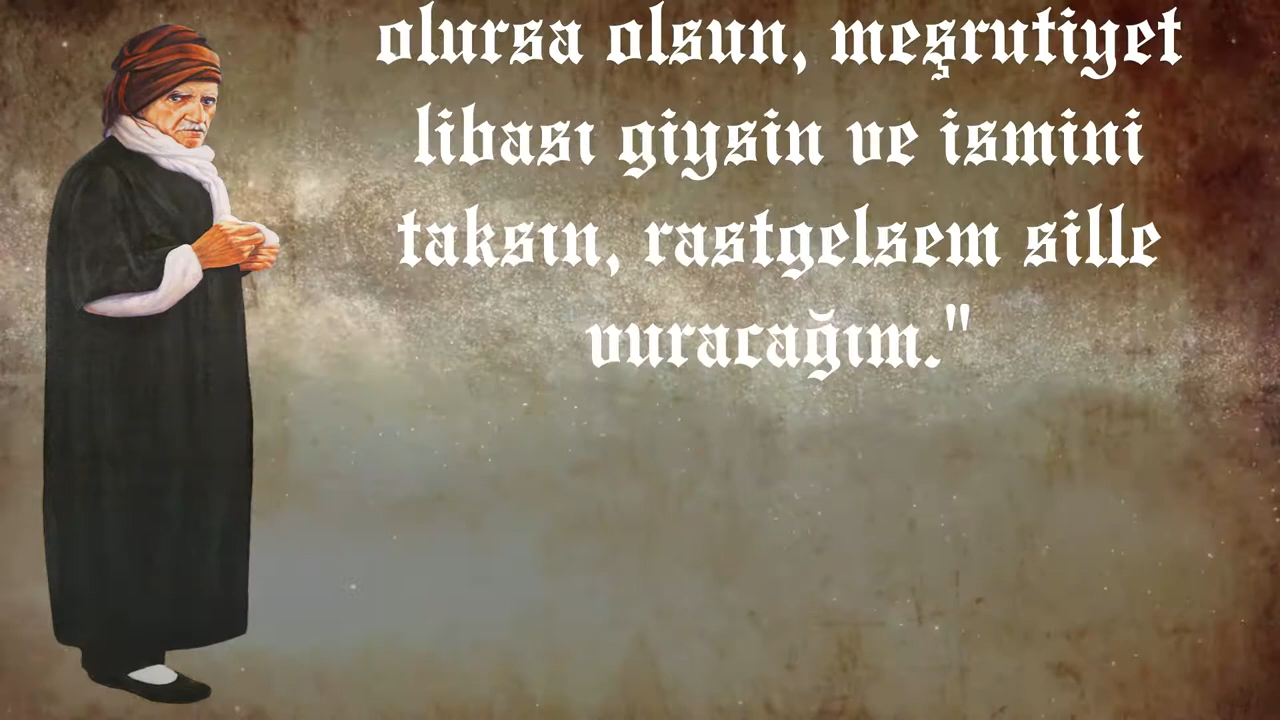 olursa olsun, meşrutiyet
libası giysin ve ismini
taksın, rastgelsem sille
vuracağım."